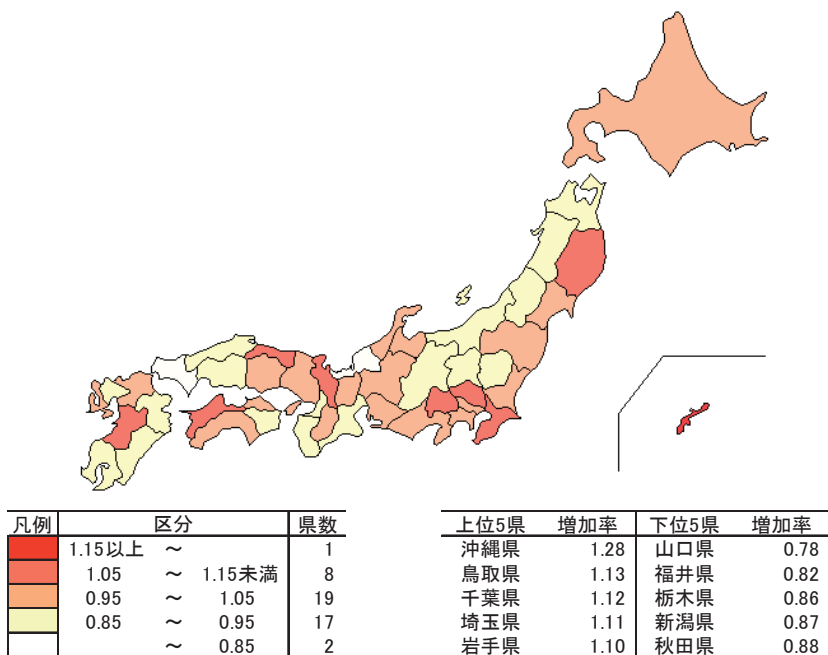 凡例 区分 県数
1.15以上 ～ 1
1.05 ～ 1.15未満 8
0.95 ～ 1.05 19
0.85 ～ 0.95 17
～ 0.85 2
上位5県 増加率 下位5県 増加率
沖縄県 1.28 山口県 0.78
鳥取県 1.13 福井県 0.82
千葉県 1.12 栃木県 0.86
埼玉県 1.11 新潟県 0.87
岩手県 1.10 秋田県 0.88